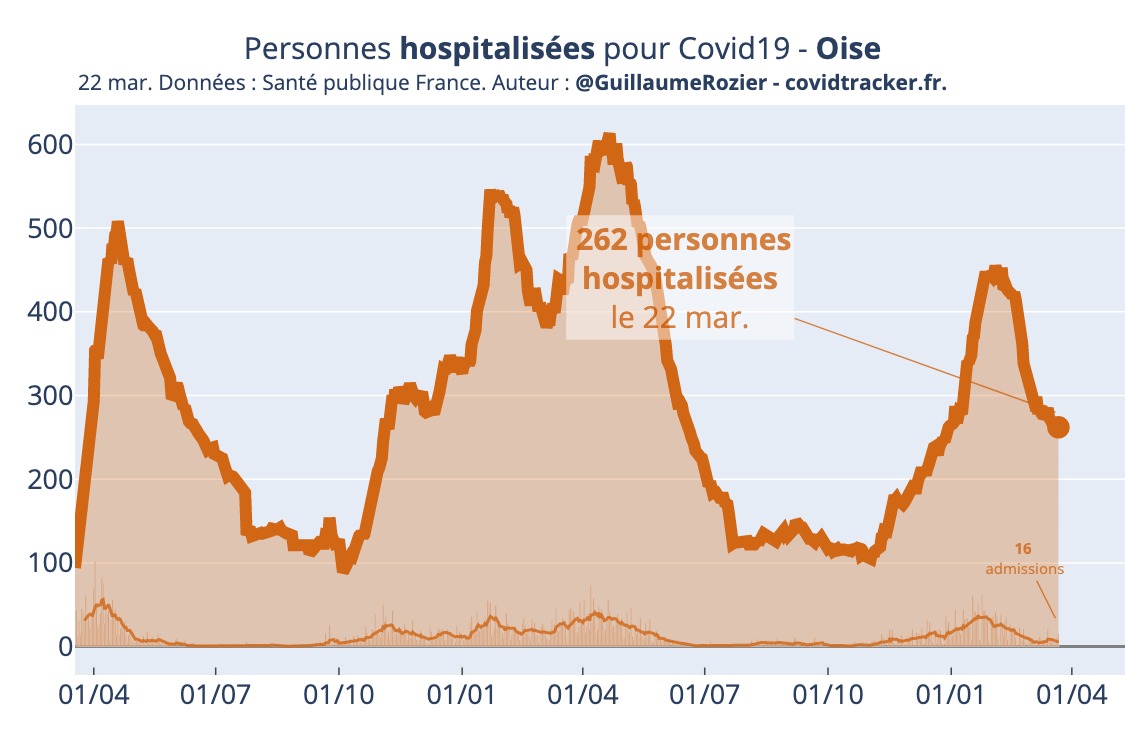 Personnes hospitalisées pour Covid19 - Oise
22 mar. Données : Santé publique France. Auteur : @GuillaumeRozier - covidtracker.fr.
600
500
400
300
200
100
0
262 personnes
hospitalisées
le 22 mar.
16
admissions
01/04 01/07 01/10 01/01 01/04 01/07 01/10 01/01 01/04